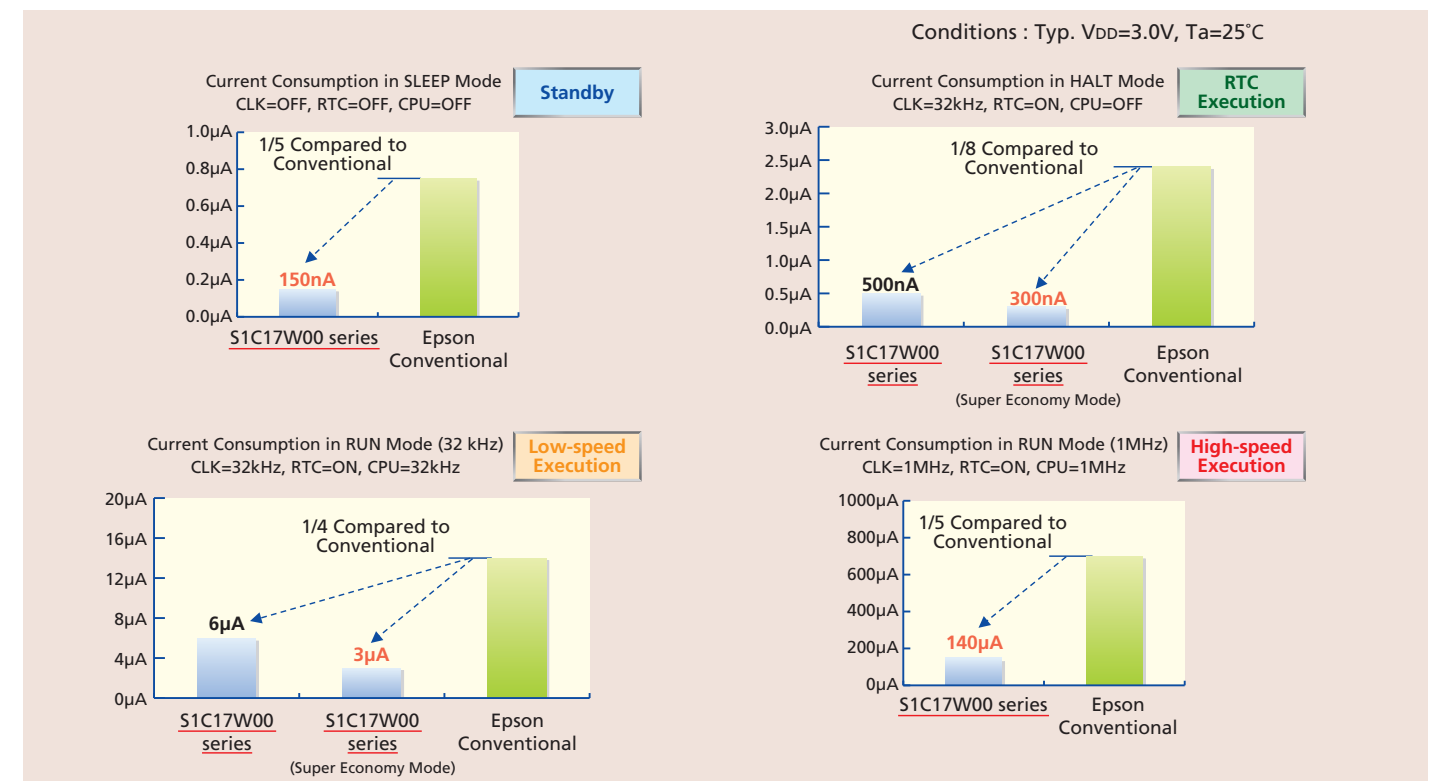 Conditions : Typ. VDD=3.0V, Ta=25˚C
Current Consumption in SLEEP Mode
CLK=OFF, RTC=OFF, CPU=OFF
Standby
1.0µA
0.8µA
0.6µA
0.4µA
0.2µA
0.0µA
1/5 Compared to
Conventional
150nA
S1C17W00 series
Epson
Conventional
Current Consumption in HALT Mode
CLK=32kHz, RTC=ON, CPU=OFF
RTC
Execution
3.0µA
2.5µA
2.0µA
1.5µA
1.0µA
0.5µA
0.0µA
1/8 Compared to
Conventional
500nA
300nA
S1C17W00
series
S1C17W00
series
(Super Economy Mode)
Epson
Conventional
Current Consumption in RUN Mode (32 kHz)
CLK=32kHz, RTC=ON, CPU=32kHz
Low-speed
Execution
20µA
16µA
12µA
8µA
4µA
0µA
1/4 Compared to
Conventional
6µA
3µA
S1C17W00
series
S1C17W00
series
(Super Economy Mode)
Epson
Conventional
Current Consumption in RUN Mode (1MHz)
CLK=1MHz, RTC=ON, CPU=1MHz
High-speed
Execution
1000µA
800µA
600µA
400µA
200µA
0µA
1/5 Compared to
Conventional
140µA
S1C17W00 series
Epson
Conventional